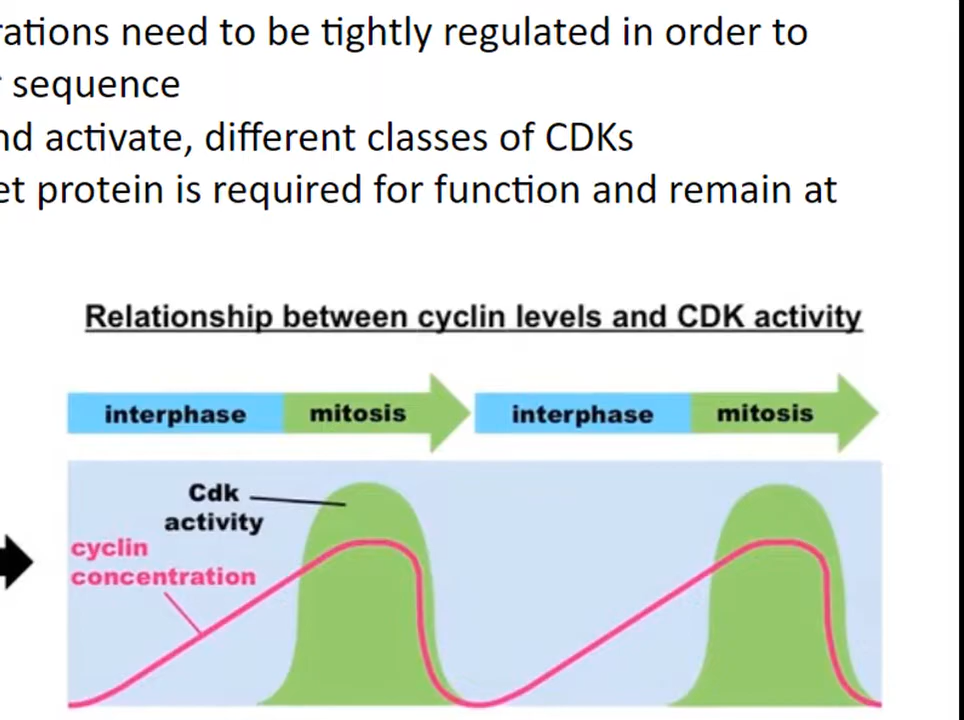 rations need to be tightly regulated in order to
sequence
nd activate, different classes of CDKs
et protein is required for function and remain at
Relationship between cyclin levels and CDK activity
interphase mitosis interphase mitosis
Cdk
activity
cyclin
concentration